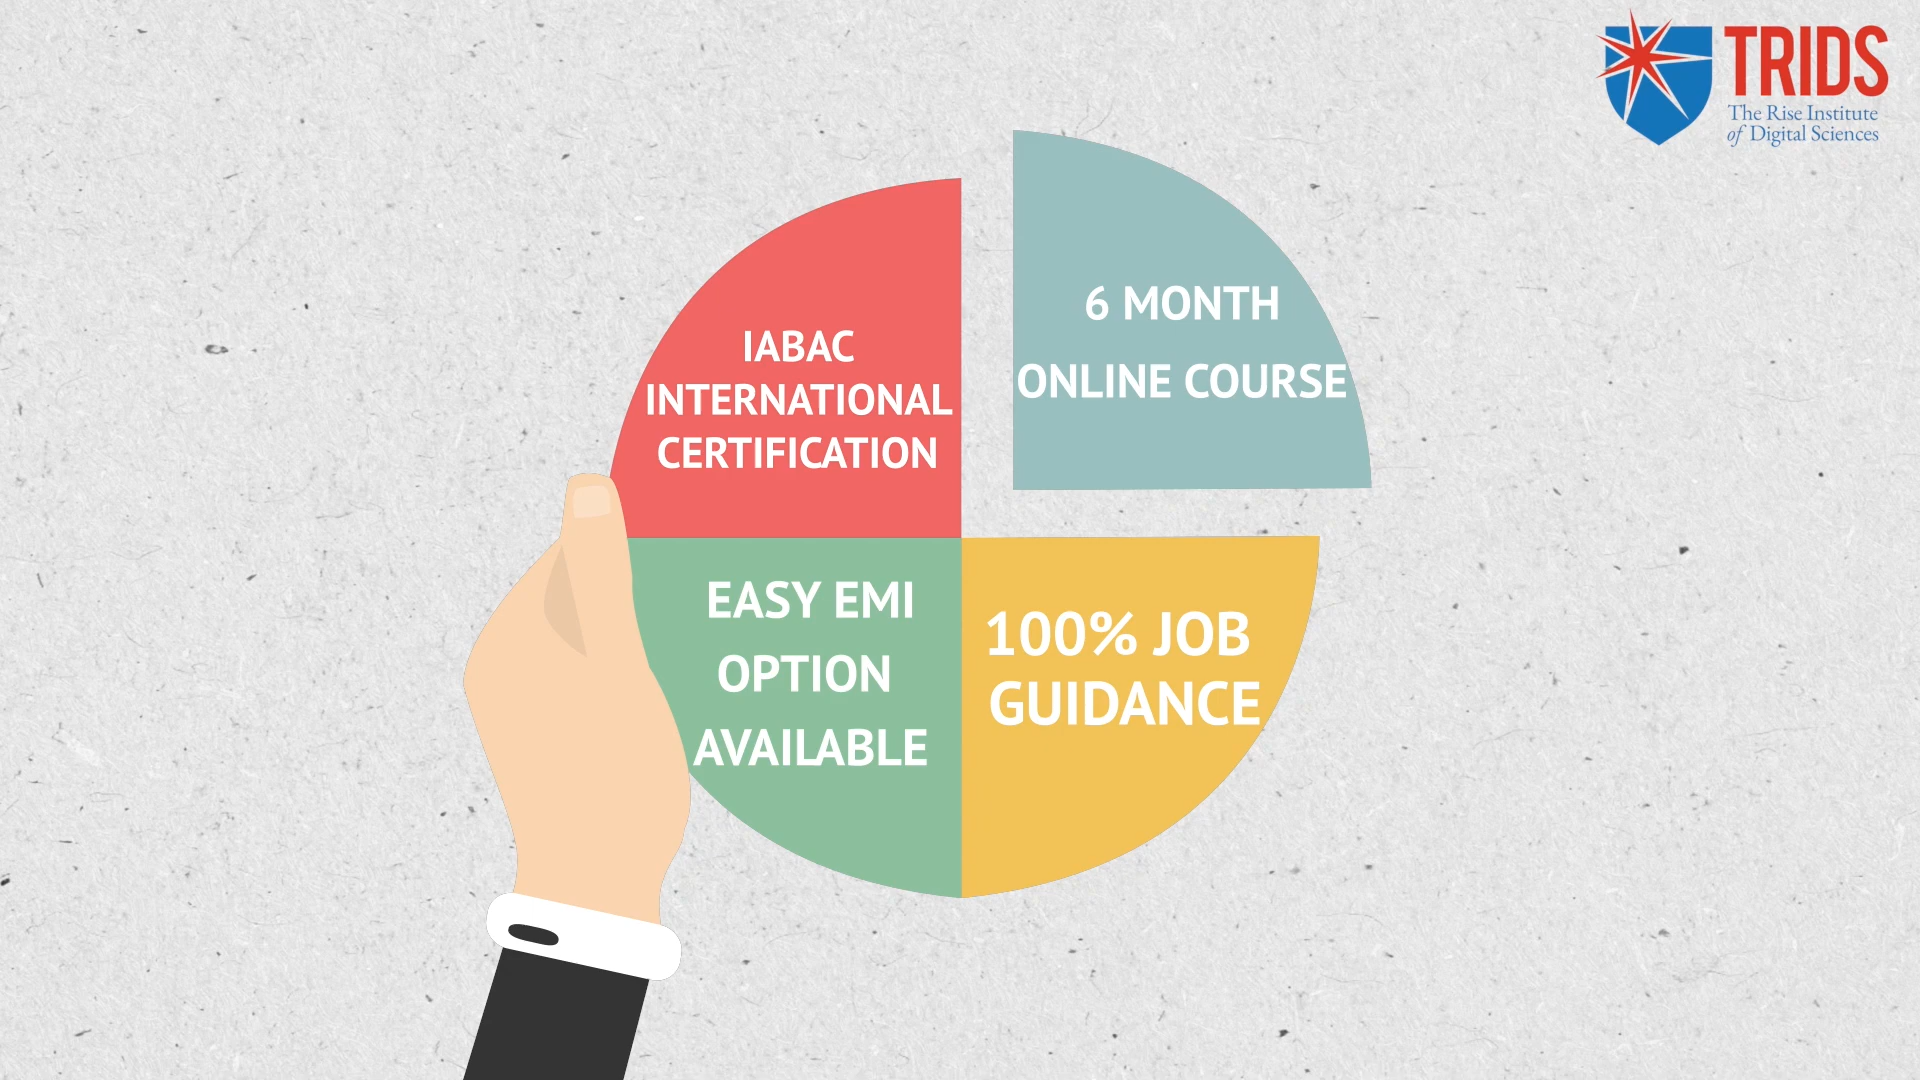 TRIDS
The Rise Institute
of Digital Sciences
6 MONTH
ONLINE COURSE
IABAC
INTERNATIONAL
CERTIFICATION
EASY EMI
OPTION
AVAILABLE
100% JOB
GUIDANCE